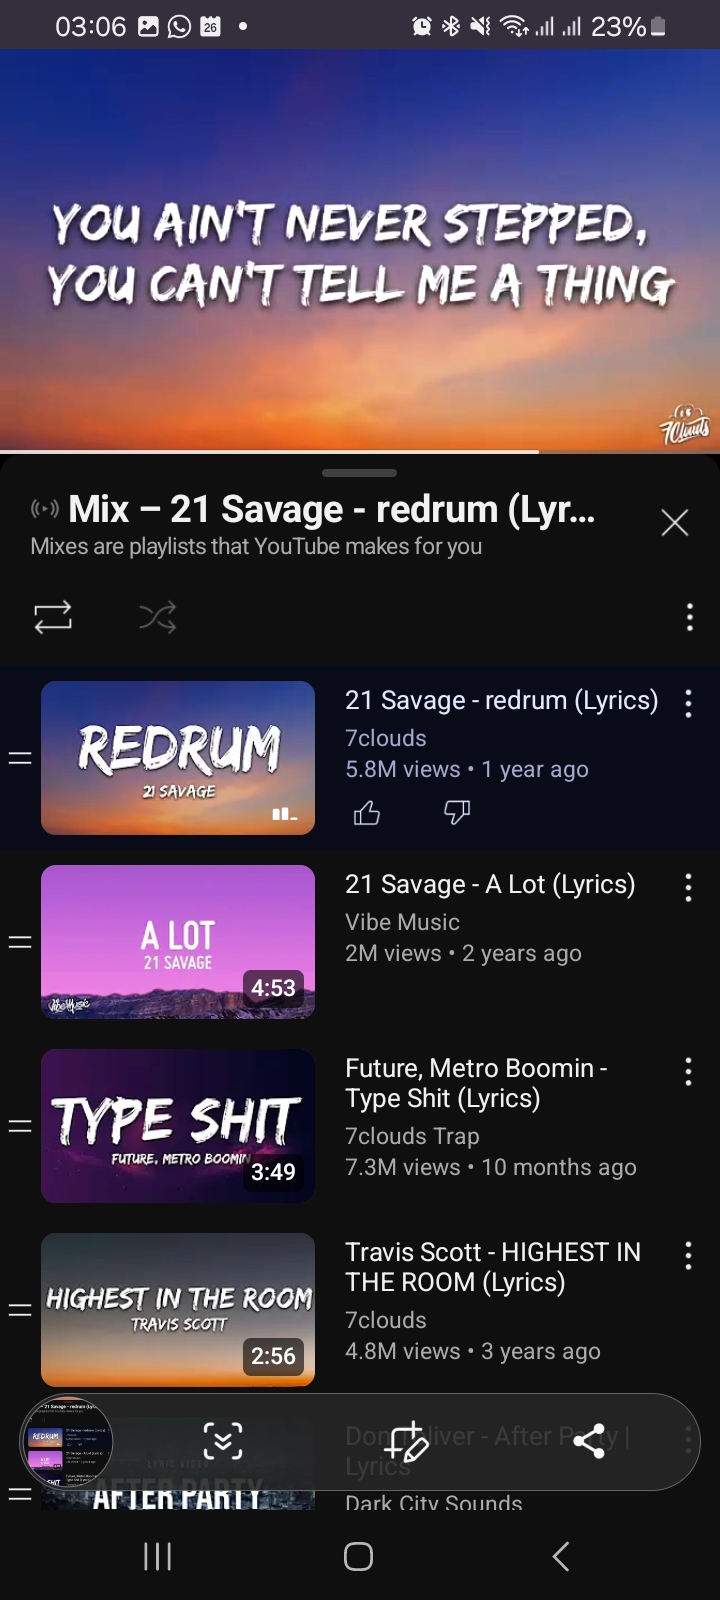 03:06
26
23%
YOU AIN'T NEVER STEPPED,
YOU CAN'T TELL ME A THING
7Clouds
Mix – 21 Savage - redrum (Lyr...
Mixes are playlists that YouTube makes for you
REDRUM
21 SAVAGE
21 Savage - redrum (Lyrics)
7clouds
5.8M views • 1 year ago
A LOT
21 SAVAGE
VibeMusic
4:53
21 Savage - A Lot (Lyrics)
Vibe Music
2M views • 2 years ago
TYPE SHIT
FUTURE, METRO BOOMIN
3:49
Future, Metro Boomin -
Type Shit (Lyrics)
7clouds Trap
7.3M views • 10 months ago
HIGHEST IN THE ROOM
TRAVIS SCOTT
2:56
Travis Scott - HIGHEST IN
THE ROOM (Lyrics)
7clouds
4.8M views • 3 years ago
LYRIC VIDEO
AFTER PARTY
Don Toliver - After Party |
Lyrics
Dark City Sounds